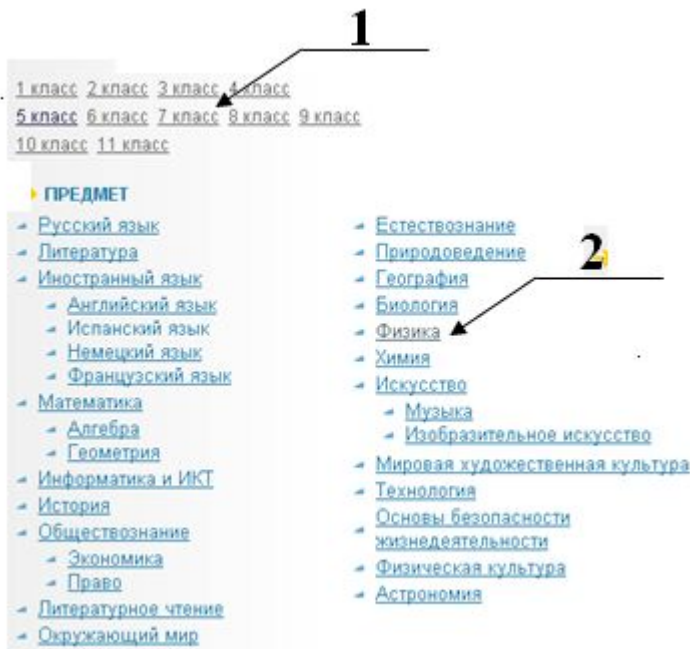 1
1 класс 2 класс 3 класс 4 класс
5 класс 6 класс 7 класс 8 класс 9 класс
10 класс 11 класс
ПРЕДМЕТ
Русский язык
Литература
Иностранный язык
Английский язык
Испанский язык
Немецкий язык
Французский язык
Математика
Алгебра
Геометрия
Информатика и ИКТ
История
Обществознание
Экономика
Право
Литературное чтение
Окружающий мир
Естествознание
Природоведение
2
География
Биология
Физика
Химия
Искусство
Музыка
Изобразительное искусство
Мировая художественная культура
Технология
Основы безопасности
жизнедеятельности
Физическая культура
Астрономия